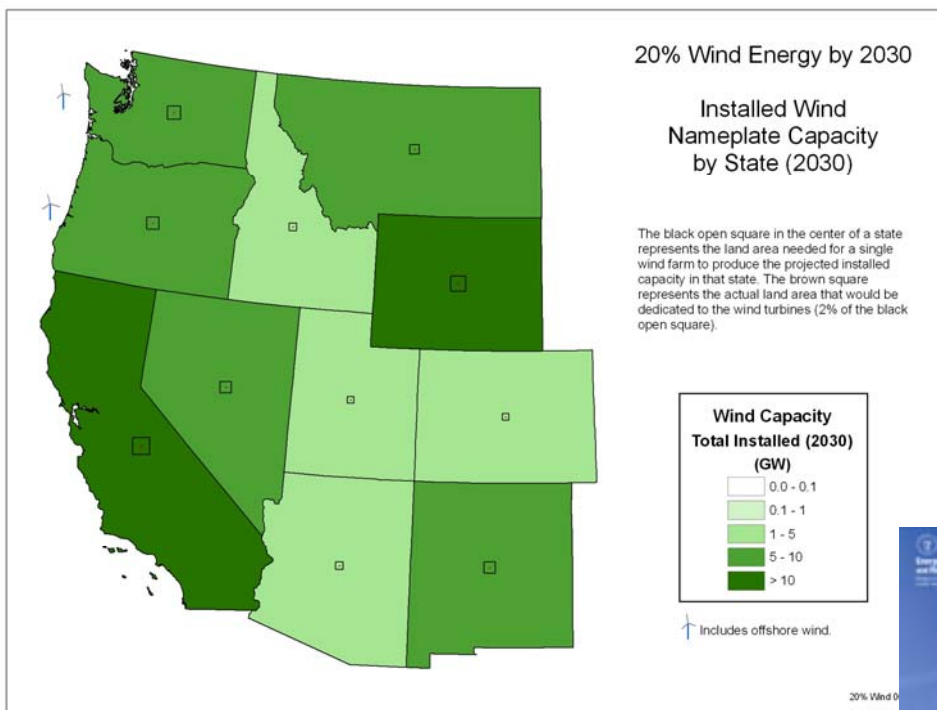 20% Wind Energy by 2030
Installed Wind
Nameplate Capacity
by State (2030)
The black open square in the center of a state
represents the land area needed for a single
wind farm to produce the projected installed
capacity in that state. The brown square
represents the actual land area that would be
dedicated to the wind turbines (2% of the black
open square).
Wind Capacity
Total Installed (2030)
(GW)
0.0 - 0.1
0.1 - 1
1 - 5
5 - 10
> 10
Includes offshore wind.
20% Wind